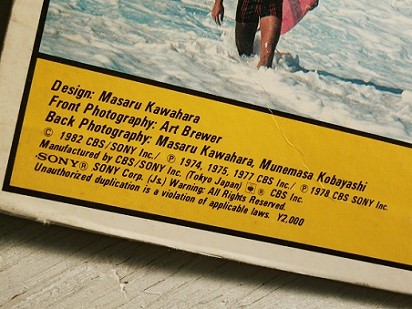 Design: Masaru Kawahara
Front Photography: Art Brewer
Back Photography: Masaru Kawahara, Munemasa Kobayashi
© 1982 CBS/SONY Inc./ ℗ 1974, 1975, 1977 CBS Inc./ ℗ 1978 CBS SONY Inc.
Manufactured by CBS/SONY Inc. (Tokyo Japan) ® CBS Inc.
SONY® SONY Corp. (J.s.) Warning: All Rights Reserved.
Unauthorized duplication is a violation of applicable laws. Y2,000